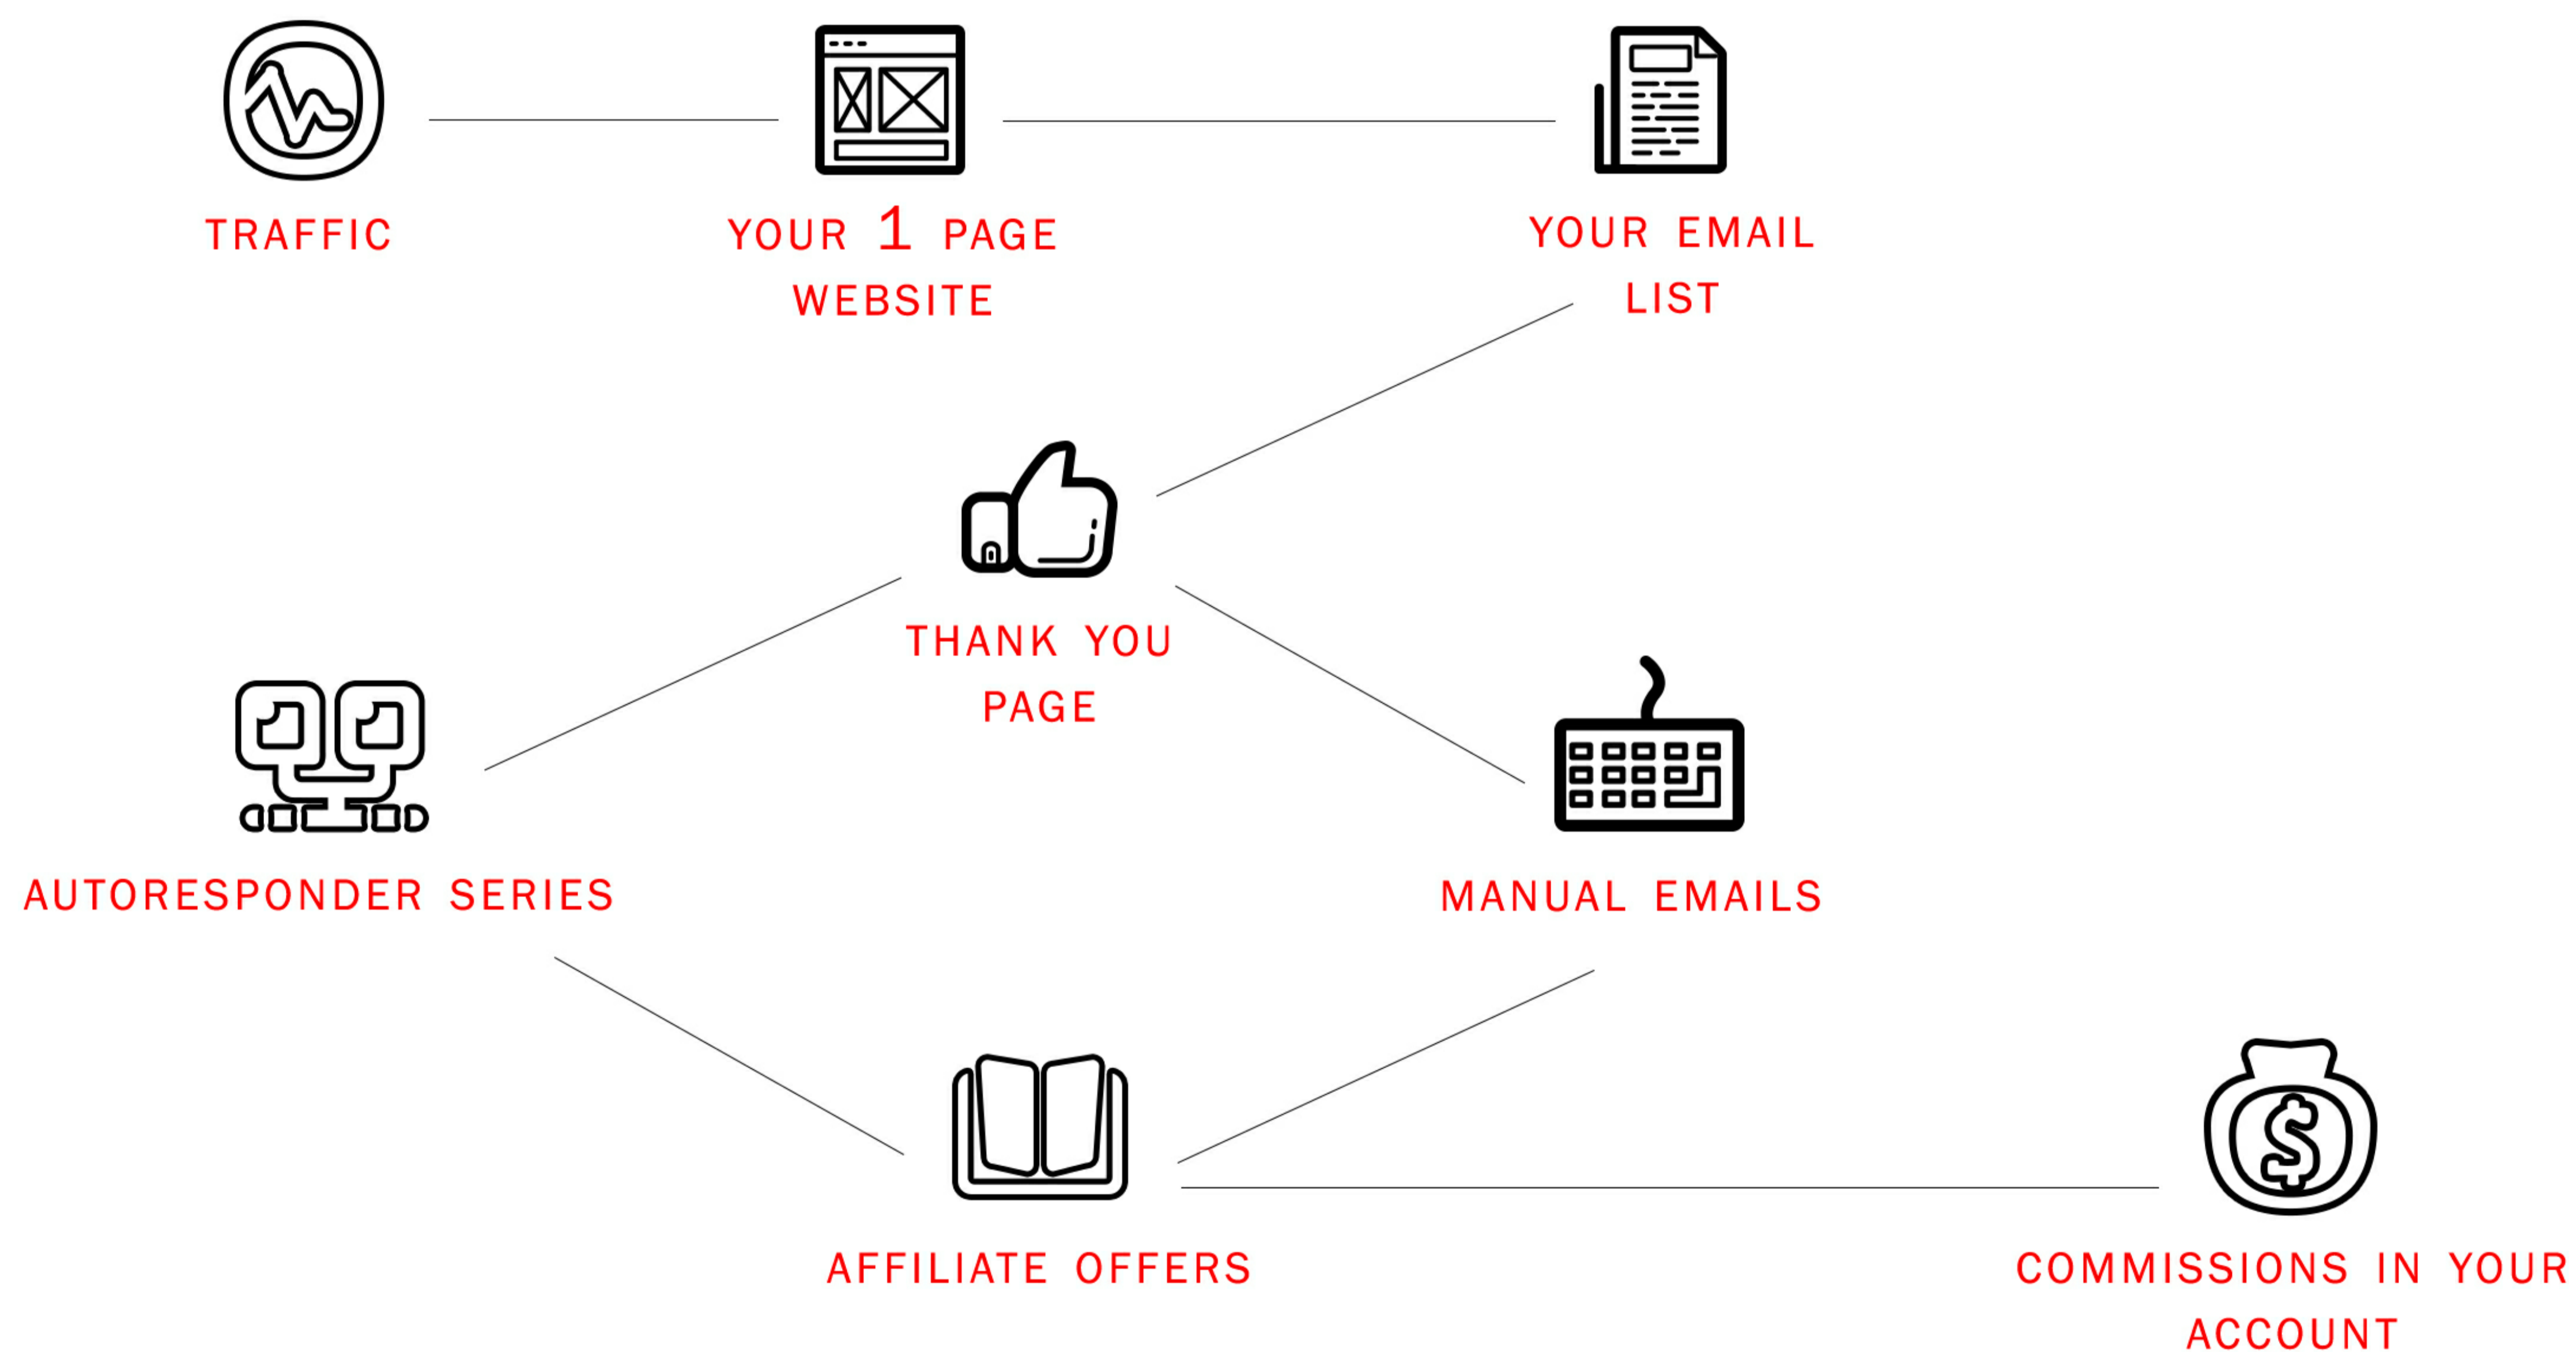 TRAFFIC
YOUR 1 PAGE
WEBSITE
YOUR EMAIL
LIST
THANK YOU
PAGE
AUTORESPONDER SERIES
MANUAL EMAILS
AFFILIATE OFFERS
COMMISSIONS IN YOUR
ACCOUNT